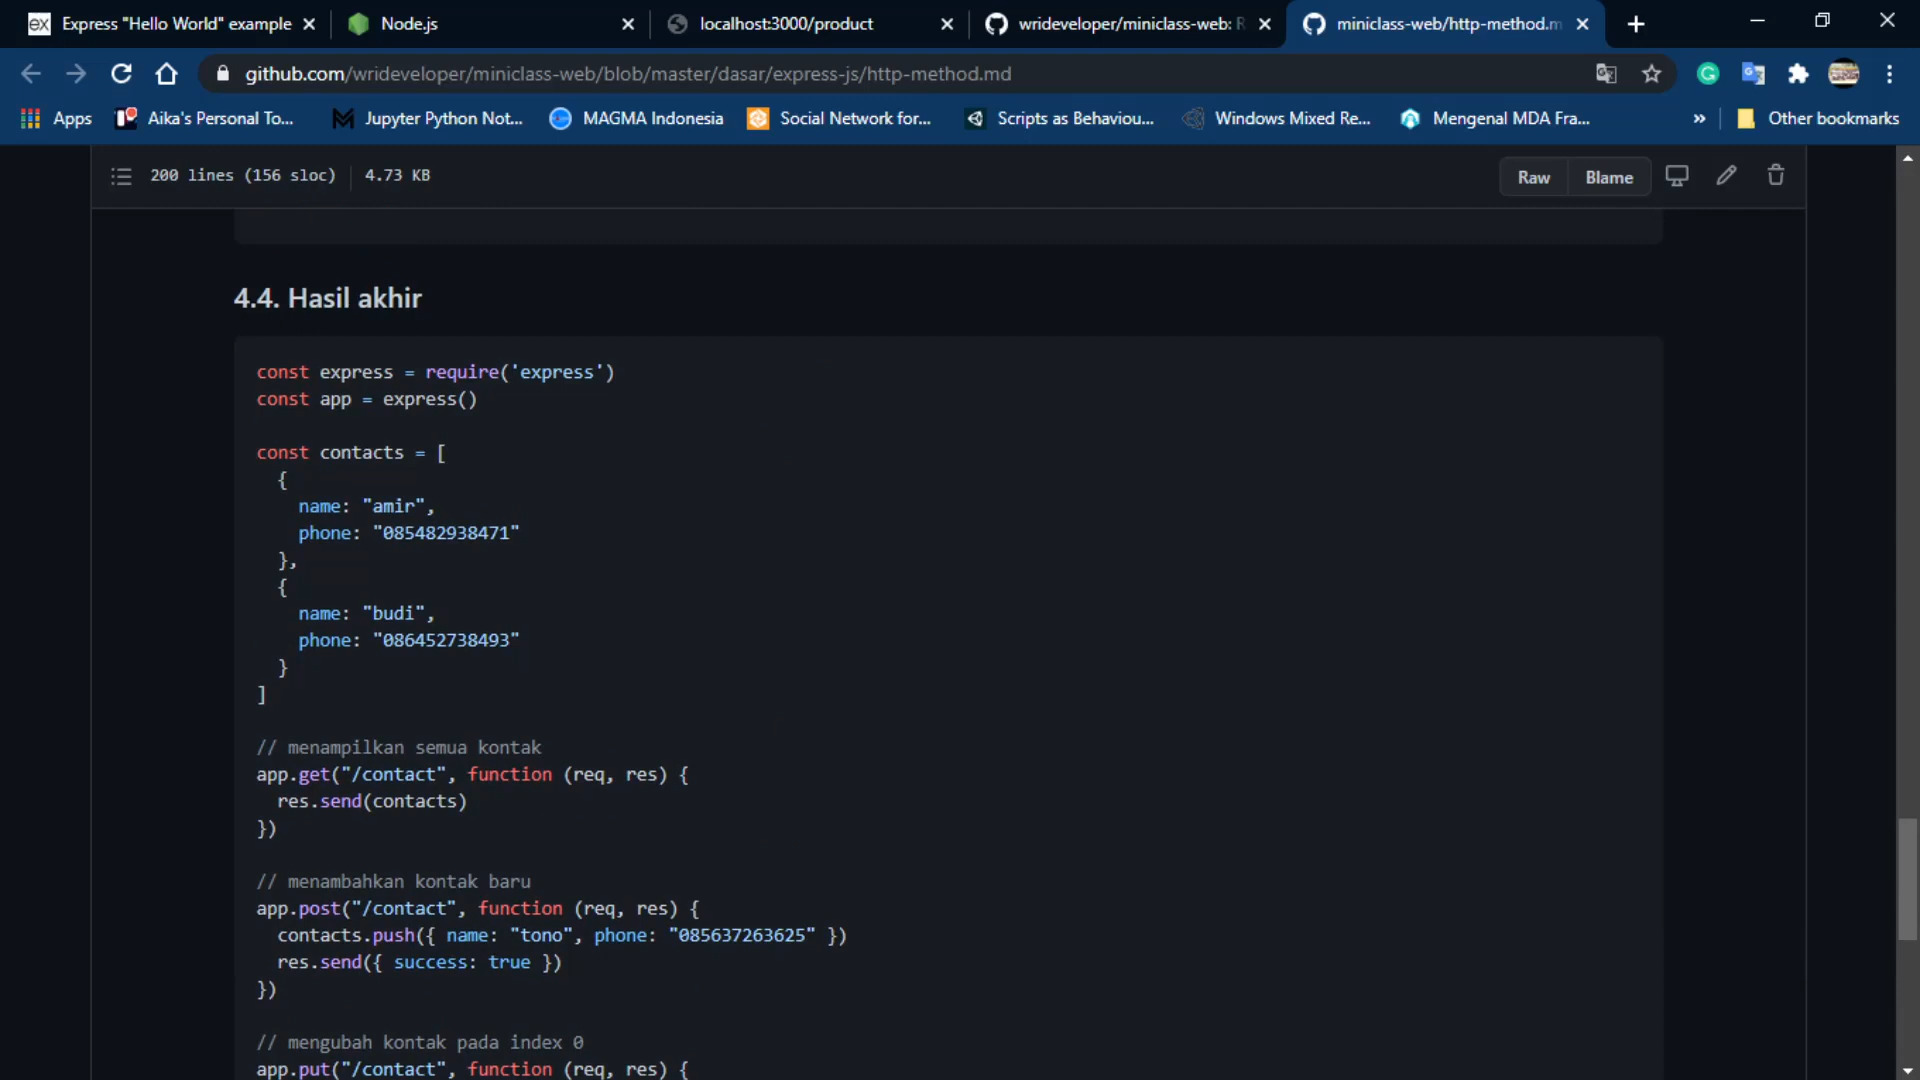 Express "Hello World" example
Node.js
localhost:3000/product
wrideveloper/miniclass-web: R
miniclass-web/http-method.m
github.com/wrideveloper/miniclass-web/blob/master/dasar/express-js/http-method.md
Apps
Aika's Personal To...
Jupyter Python Not...
MAGMA Indonesia
Social Network for...
Scripts as Behaviou...
Windows Mixed Re...
Mengenal MDA Fra...
»
Other bookmarks
200 lines (156 sloc)
4.73 KB
Raw
Blame
4.4. Hasil akhir
const express = require('express')
const app = express()
const contacts = [
{
name: "amir",
phone: "085482938471"
},
{
name: "budi",
phone: "086452738493"
}
]
// menampilkan semua kontak
app.get("/contact", function (req, res) {
res.send(contacts)
})
// menambahkan kontak baru
app.post("/contact", function (req, res) {
contacts.push({ name: "tono", phone: "085637263625" })
res.send({ success: true })
})
// mengubah kontak pada index 0
app.put("/contact", function (req, res) {